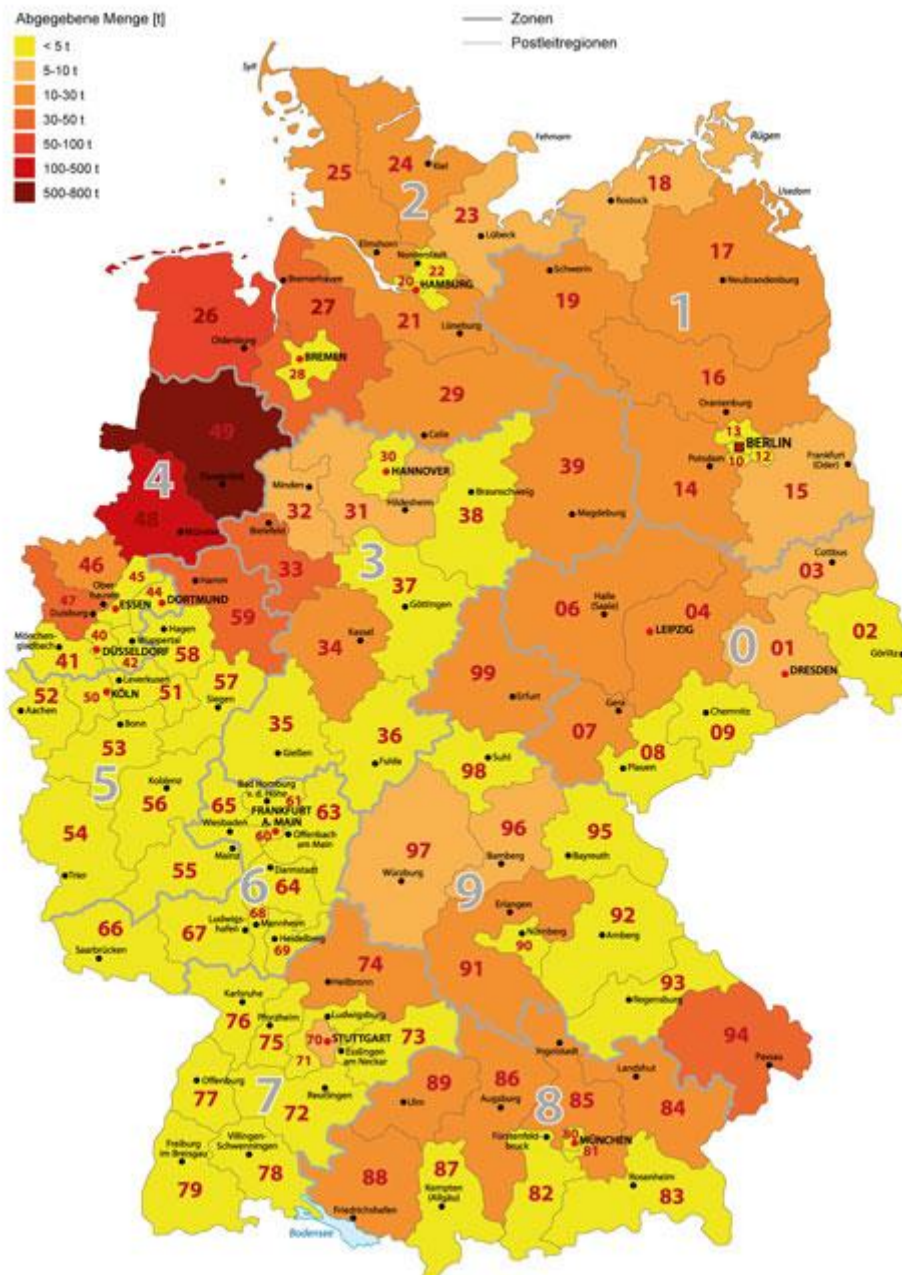 Abgegebene Menge [t]
< 5 t
5-10 t
10-30 t
30-50 t
50-100 t
100-500 t
500-800 t
Zonen
Postleitregionen
Sylt
Fehmarn
Rügen
Usedom
25
24
Kiel
2
23
Lübeck
18
Rostock
17
Neubrandenburg
Elmshorn
Norderstedt
22
20
HAMBURG
Schwerin
19
1
26
Oldenburg
Bremerhaven
27
21
Lüneburg
BREMEN
28
29
Celle
16
Oranienburg
13
BERLIN
10
12
Potsdam
14
Frankfurt
(Oder)
15
49
4
48
Münster
30
HANNOVER
Minden
32
31
Hildesheim
Bielefeld
Braunschweig
38
39
Magdeburg
3
33
37
Göttingen
Cottbus
03
46
47
Ober
hausen
45
44
Duisburg
ESSEN
DORTMUND
Hamm
59
Mönchen-
gladbach
40
DÜSSELDORF
41
42
Wuppertal
Hagen
58
34
Kassel
06
Halle
(Saale)
04
LEIPZIG
0
01
DRESDEN
02
Görlitz
52
Aachen
50
KÖLN
Leverkusen
51
57
Siegen
Bonn
53
5
99
Erfurt
Gera
07
08
Plauen
Chemnitz
09
35
Gießen
36
Fulda
Suhl
98
Koblenz
56
54
Trier
55
65
Bad Homburg
v. d. Höhe
61
FRANKFURT
A. MAIN
63
Wiesbaden
60
Offenbach
am Main
Mainz
Darmstadt
64
6
97
Würzburg
96
Bamberg
95
Bayreuth
9
66
Saarbrücken
67
Ludwigs-
hafen
68
Mannheim
Heidelberg
69
Erlangen
Nürnberg
90
92
Amberg
91
93
Regensburg
74
Heilbronn
Karlsruhe
76
Pforzheim
75
Ludwigsburg
70
STUTTGART
71
Esslingen
am Neckar
73
94
Passau
Ingolstadt
Landshut
84
Offenburg
77
7
Reutlingen
72
89
Ulm
86
Augsburg
8
85
Fürstenfeld-
bruck
80
MÜNCHEN
81
Freiburg
im Breisgau
79
Villingen-
Schwenningen
78
88
Friedrichshafen
87
Kempten
(Allgäu)
82
Rosenheim
83
Bodensee